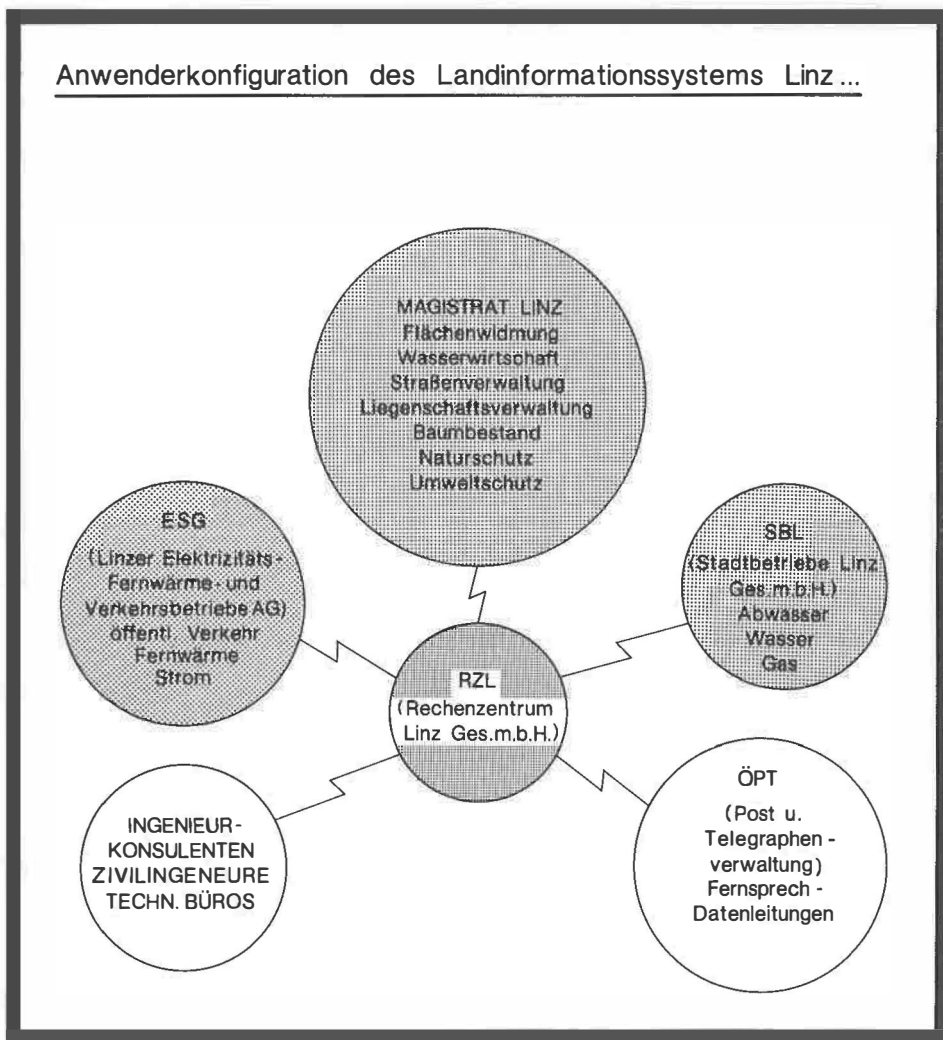 Anwenderkonfiguration des Landinformationssystems Linz...
MAGISTRAT LINZ
Flächenwidmung
Wasserwirtschaft
Straßenverwaltung
Liegenschaftsverwaltung
Baumbestand
Naturschutz
Umweltschutz
ESG
(Linzer Elektrizitäts-
Fernwärme- und
Verkehrsbetriebe AG)
öffentl. Verkehr
Fernwärme
Strom
SBL
(Stadtbetriebe Linz
Ges.m.b.H.)
Abwasser
Wasser
Gas
RZL
(Rechenzentrum
Linz Ges.m.b.H.)
INGENIEUR-
KONSULENTEN
ZIVILINGENEURE
TECHN. BÜROS
ÖPT
(Post u.
Telegraphen-
verwaltung)
Fernsprech-
Datenleitungen